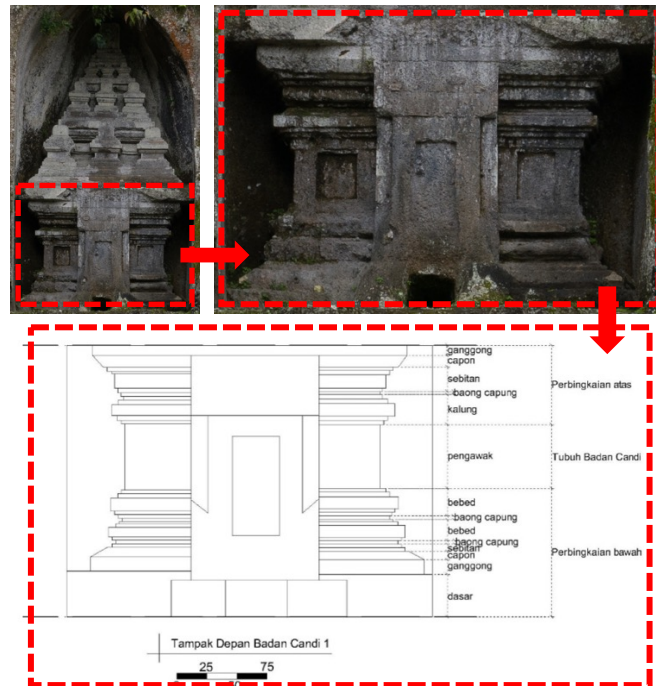 ganggong
capon
sebitan
baong capung
kalung
Perbingkaian atas
pengawak
Tubuh Badan Candi
bebed
baong capung
bebed
baong capung
sebitan
capon
ganggong
Perbingkaian bawah
dasar
Tampak Depan Badan Candi 1
25 75